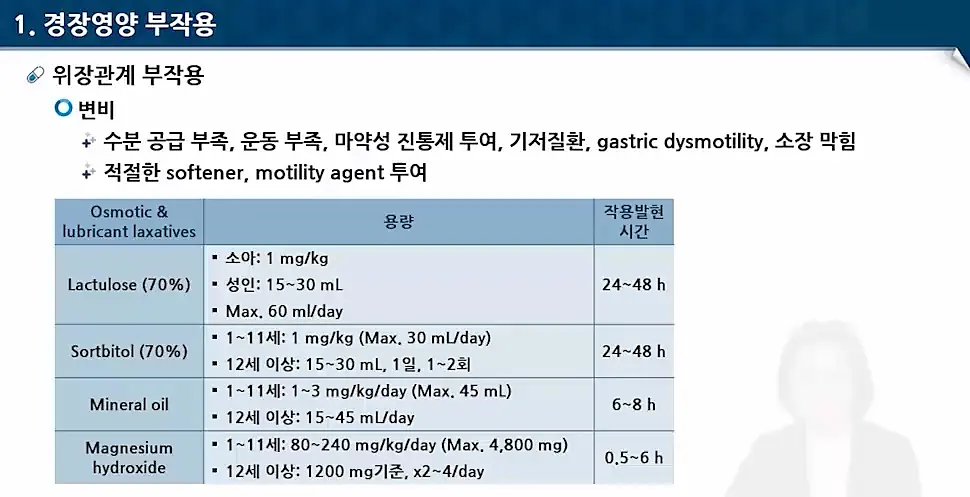 1. 경장영양 부작용
위장관계 부작용
변비
수분 공급 부족, 운동 부족, 마약성 진통제 투여, 기저질환, gastric dysmotility, 소장 막힘
적절한 softener, motility agent 투여
Osmotic & lubricant laxatives
용량
작용발현 시간
Lactulose (70%)
▪ 소아: 1 mg/kg
▪ 성인: 15~30 mL
▪ Max. 60 ml/day
24~48 h
Sortbitol (70%)
▪ 1~11세: 1 mg/kg (Max. 30 mL/day)
▪ 12세 이상: 15~30 mL, 1일, 1~2회
24~48 h
Mineral oil
▪ 1~11세: 1~3 mg/kg/day (Max. 45 mL)
▪ 12세 이상: 15~45 mL/day
6~8 h
Magnesium hydroxide
▪ 1~11세: 80~240 mg/kg/day (Max. 4,800 mg)
▪ 12세 이상: 1200 mg기준, x2~4/day
0.5~6 h